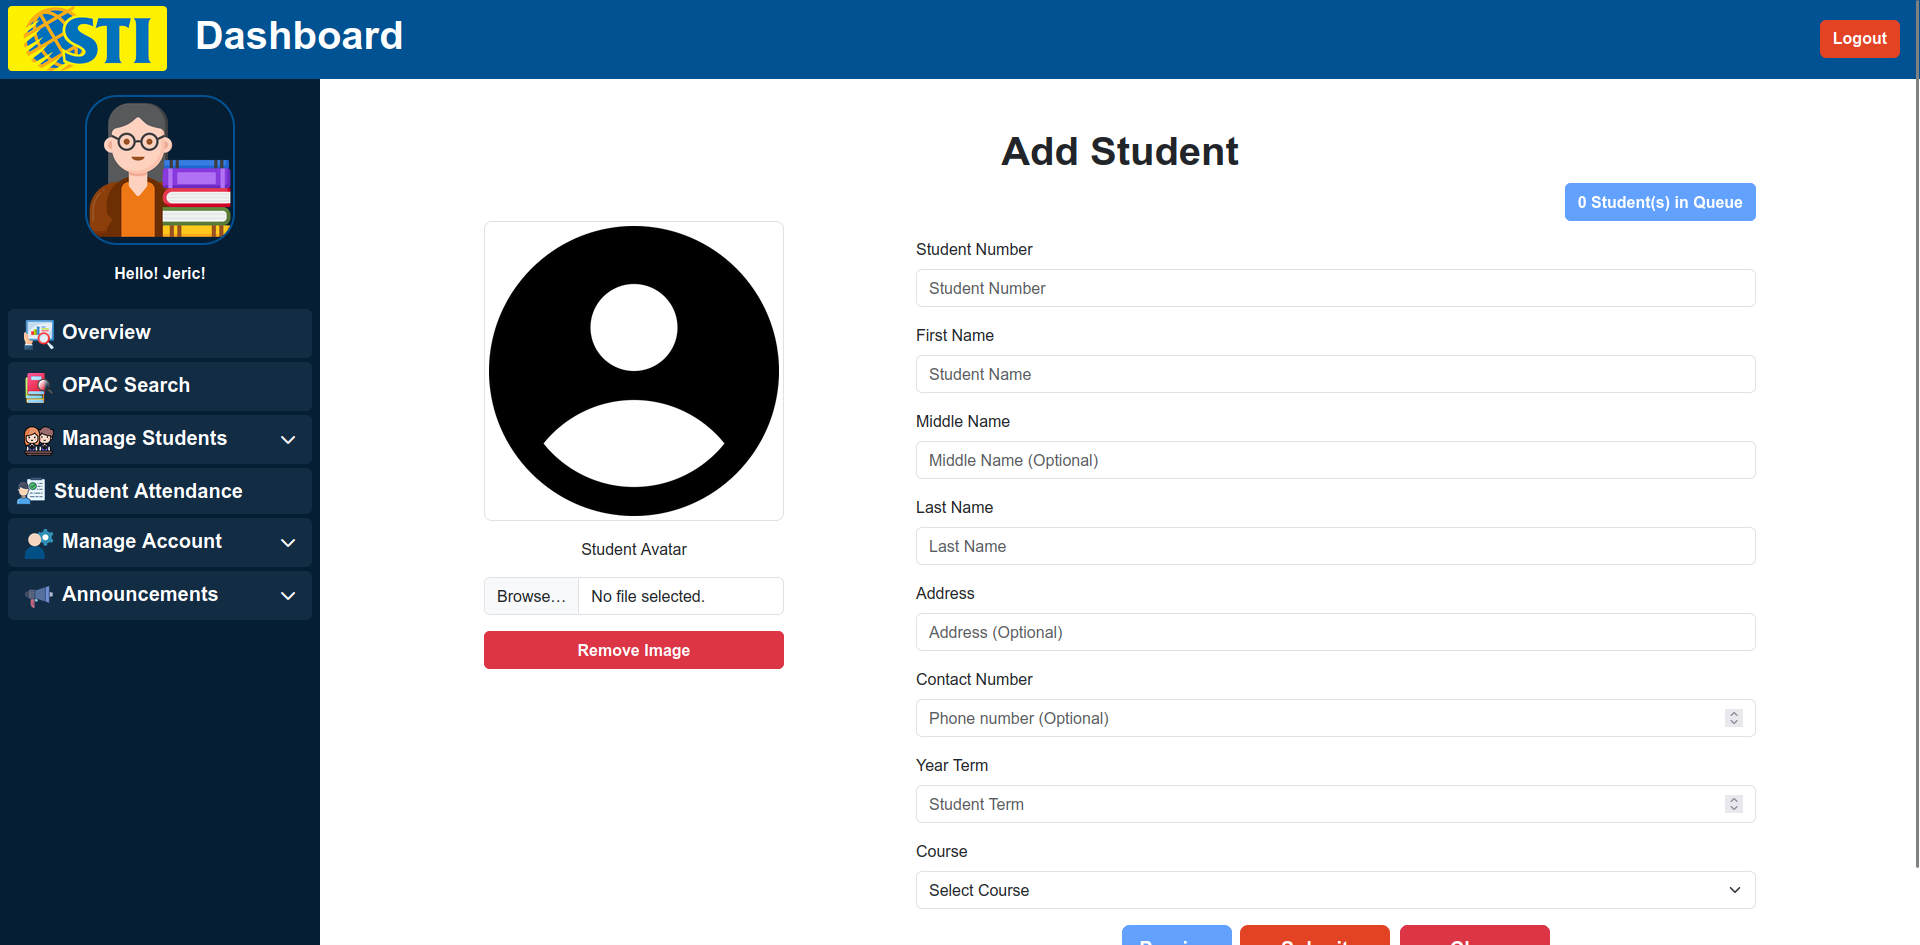 STI
Dashboard
Logout
Hello! Jeric!
Overview
OPAC Search
Manage Students
Student Attendance
Manage Account
Announcements
Add Student
0 Student(s) in Queue
Student Avatar
Browse…
No file selected.
Remove Image
Student Number
Student Number
First Name
Student Name
Middle Name
Middle Name (Optional)
Last Name
Last Name
Address
Address (Optional)
Contact Number
Phone number (Optional)
Year Term
Student Term
Course
Select Course